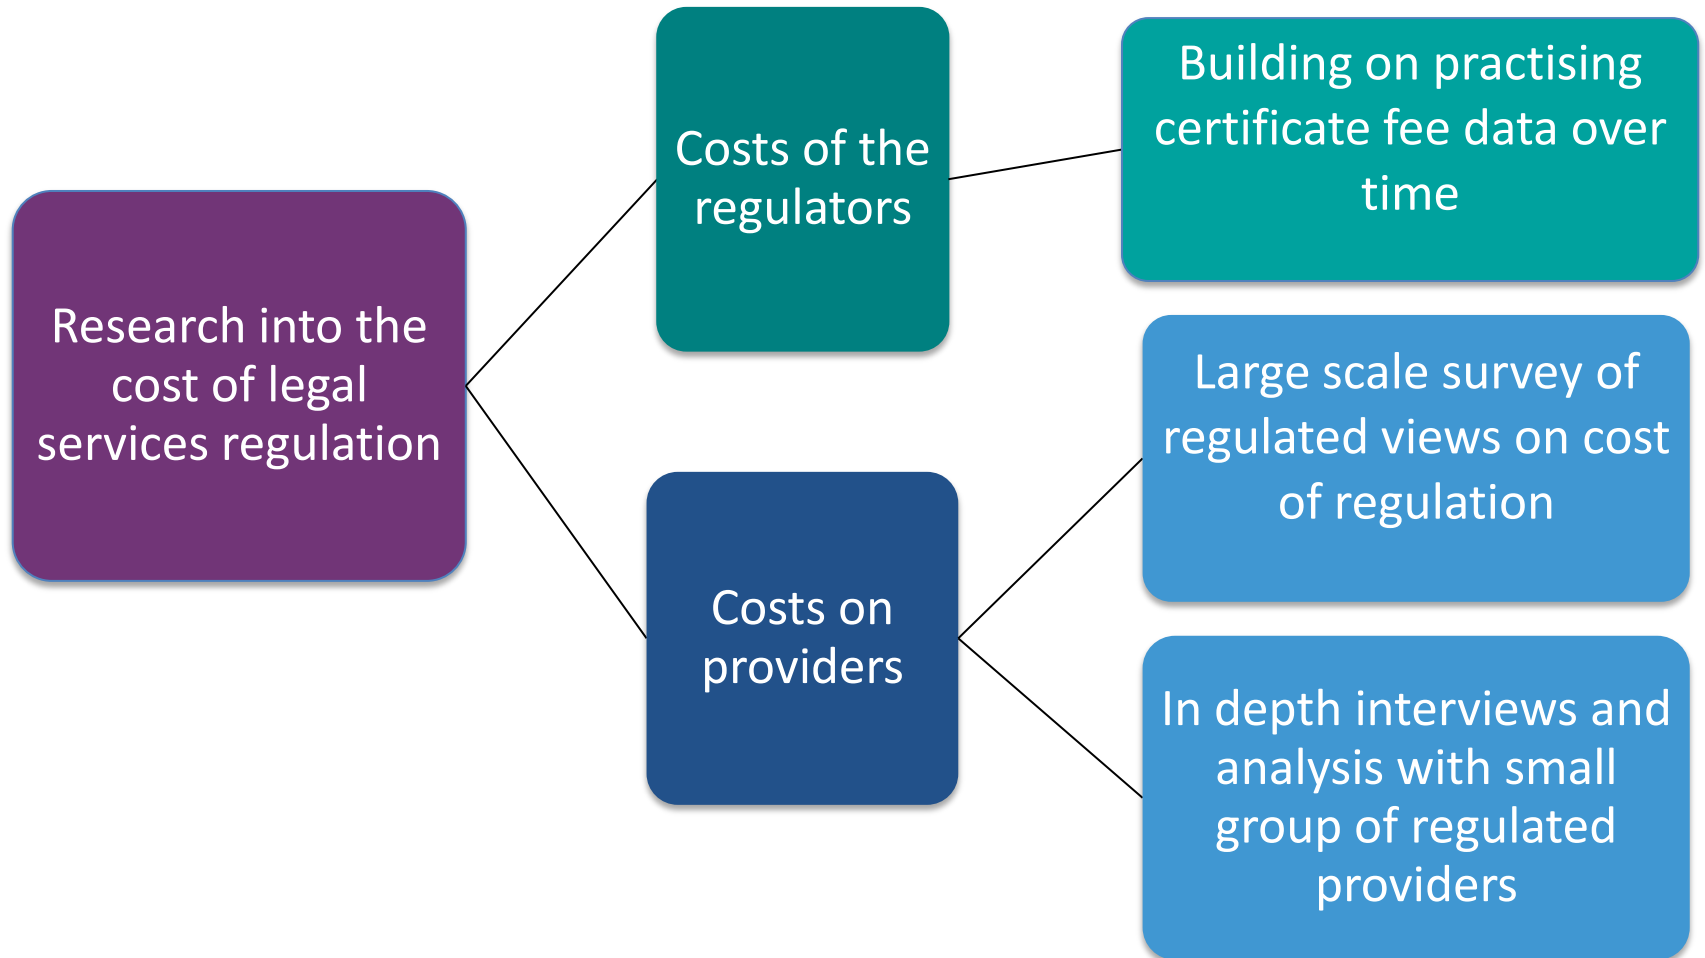 Research into the
cost of legal
services regulation
Costs of the
regulators
Building on practising
certificate fee data over
time
Costs on
providers
Large scale survey of
regulated views on cost
of regulation
In depth interviews and
analysis with small
group of regulated
providers